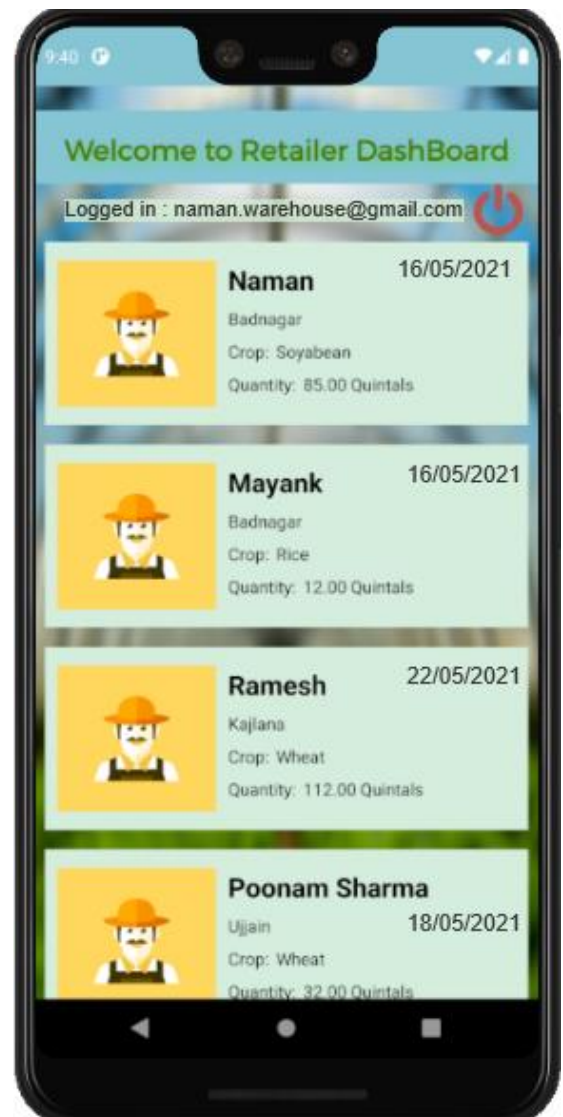 9:40
Welcome to Retailer DashBoard
Logged in : naman.warehouse@gmail.com
Naman 16/05/2021
Badnagar
Crop: Soyabean
Quantity: 85.00 Quintals
Mayank 16/05/2021
Badnagar
Crop: Rice
Quantity: 12.00 Quintals
Ramesh 22/05/2021
Kajlana
Crop: Wheat
Quantity: 112.00 Quintals
Poonam Sharma
Ujjain 18/05/2021
Crop: Wheat
Quantity: 32.00 Quintals